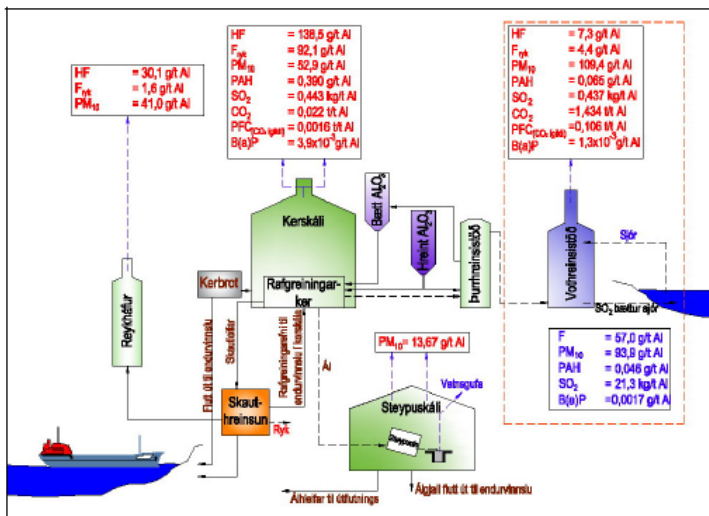 HF = 30,1 g/t Al
Fryk = 1,6 g/t Al
PM10 = 41,0 g/t Al
HF = 138,5 g/t Al
Fryk = 92,1 g/t Al
PM10 = 52,9 g/t Al
PAH = 0,390 g/t Al
SO2 = 0,443 kg/t Al
CO2 = 0,022 t/t Al
PFC(CO2 ígildi) = 0,0016 t/t Al
B(a)P = 3,9x10-3 g/t Al
HF = 7,3 g/t Al
Fryk = 4,4 g/t Al
PM10 = 109,4 g/t Al
PAH = 0,065 g/t Al
SO2 = 0,437 kg/t Al
CO2 =1,434 t/t Al
PFC(CO2 ígildi) =0,106 t/t Al
B(a)P = 1,3x10-3 g/t Al
Reykháfur
Kerskáli
Rafgreiningar-
ker
Bætt Al2O3
Hreint Al2O3
Þurrhreinsistöð
Vothreinsistöð
Sjór
SO2 bættur sjór
F = 57,0 g/t Al
PM10 = 93,9 g/t Al
PAH = 0,046 g/t Al
SO2 = 21,3 kg/t Al
B(a)P =0,0017 g/t Al
Kerbrot
Flutt út til endurvinnslu
Skautleifar
Rafgreiningarefni til
endurvinnslu í kerskála
Ál
Skaut-
hreinsun
Ryk
PM10= 13,67 g/t Al
Vatnsgufa
Steypuskáli
Steypuofn
Álhleifar til útflutnings
Álgjall flutt út til endurvinnslu